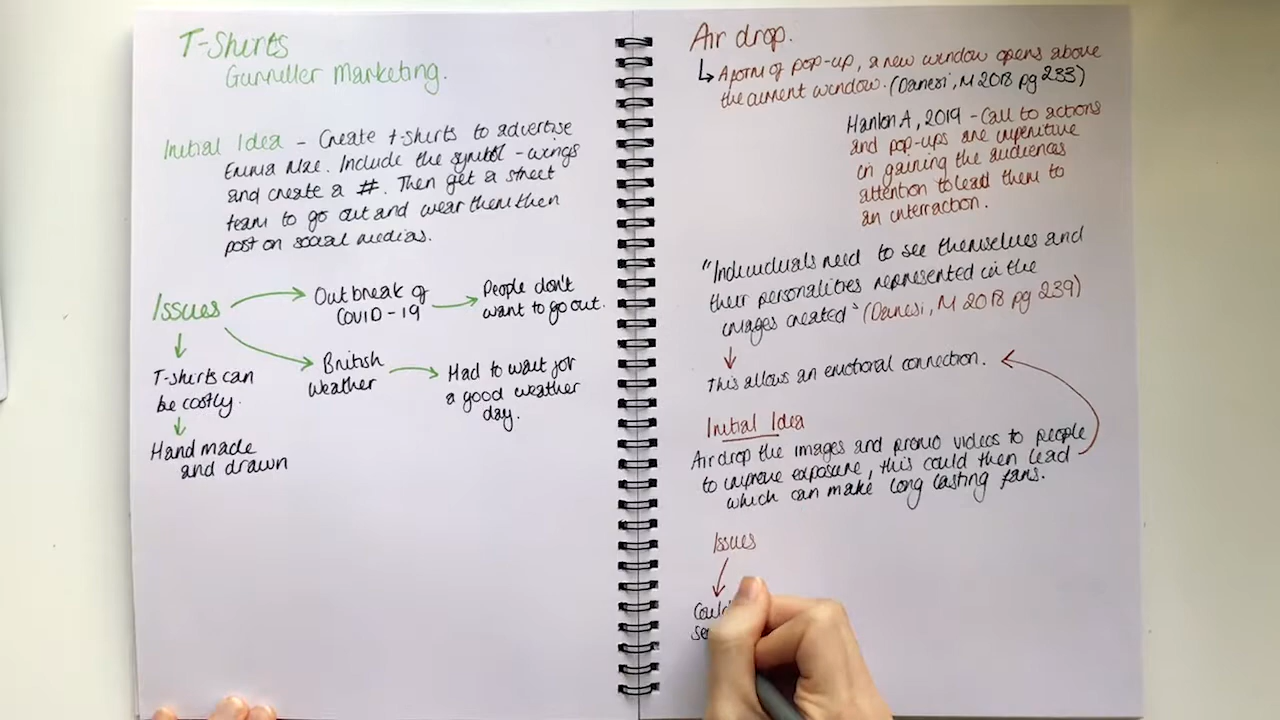 T-Shirts
Gurriller Marketing.
Initial Idea - Create t-shirts to advertise
Emma Mae. Include the symbol - wings
and create a #. Then get a street
team to go out and wear them then
post on social medias.
Issues
Outbreak of
COVID-19
People don't
want to go out.
British
weather
Had to wait for
a good weather
day.
T-shirts can
be costly.
Hand made
and drawn
Air drop.
A form of pop-up, a new window opens above
the current window. (Danesi, M 2018 pg 233)
Hanlon A, 2019 - Call to actions
and pop-ups are imperitive
in gaining the audiences
attention to lead them to
an interraction.
"Individuals need to see themselves and
their personalities represented in the
images created" (Danesi, M 2018 pg 239)
This allows an emotional connection.
Initial Idea
Air drop the images and promo videos to people
to improve exposure, this could then lead
which can make long lasting fans.
Issues
Could